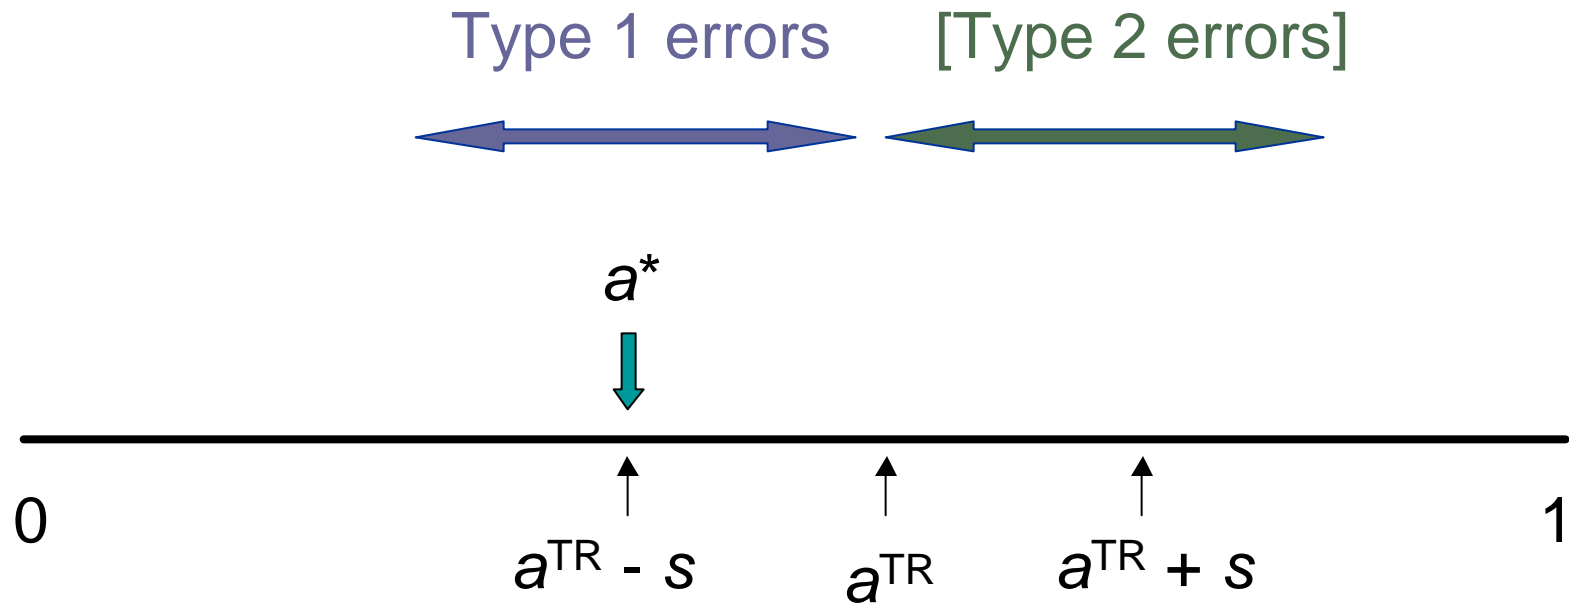 Type 1 errors [Type 2 errors]
a*
0 1
aᵀᴿ - s aᵀᴿ aᵀᴿ + s